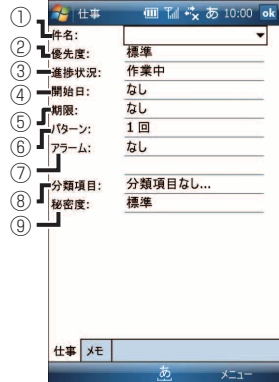 仕事 あ 10:00 ok
① 件名:
② 優先度: 標準
③ 進捗状況: 作業中
④ 開始日: なし
⑤ 期限: なし
⑥ パターン: 1 回
⑦ アラーム: なし
⑧ 分類項目: 分類項目なし...
⑨ 秘密度: 標準
仕事 メモ
あ メニュー